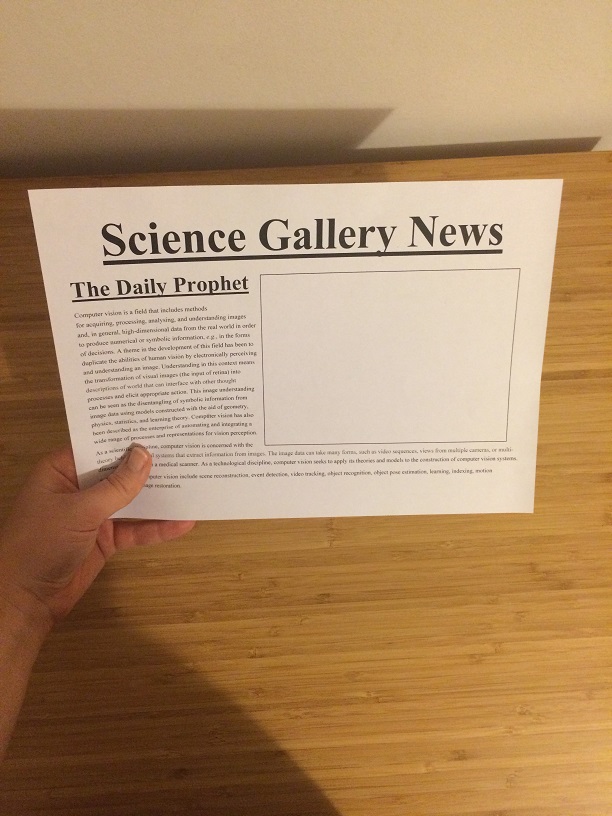 Science Gallery News
The Daily Prophet
Computer vision is a field that includes methods
for acquiring, processing, analysing, and understanding images
and, in general, high-dimensional data from the real world in order
to produce numerical or symbolic information, e.g., in the forms
of decisions. A theme in the development of this field has been to
duplicate the abilities of human vision by electronically perceiving
and understanding an image. Understanding in this context means
the transformation of visual images (the input of retina) into
descriptions of world that can interface with other thought
processes and elicit appropriate action. This image understanding
can be seen as the disentangling of symbolic information from
image data using models constructed with the aid of geometry,
physics, statistics, and learning theory. Computer vision has also
been described as the enterprise of automating and integrating a
wide range of processes and representations for vision perception.
As a scientific computer vision is concerned with the
theory systems that extract information from images. The image data can take many forms, such as video sequences, views from multiple cameras, or multi-
a medical scanner. As a technological discipline, computer vision seeks to apply its theories and models to the construction of computer vision systems.
vision include scene reconstruction, event detection, video tracking, object recognition, object pose estimation, learning, indexing, motion
restoration.